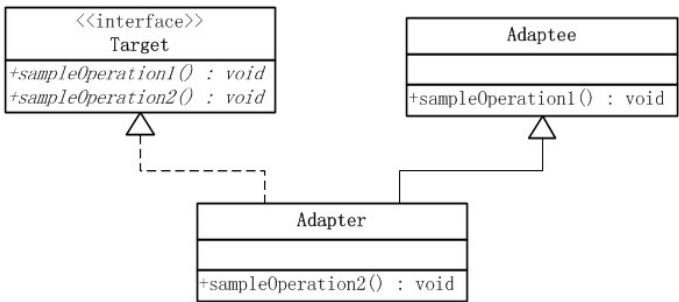 <<interface>>
Target
+sampleOperation1() : void
+sampleOperation2() : void
Adaptee
+sampleOperation1() : void
Adapter
+sampleOperation2() : void